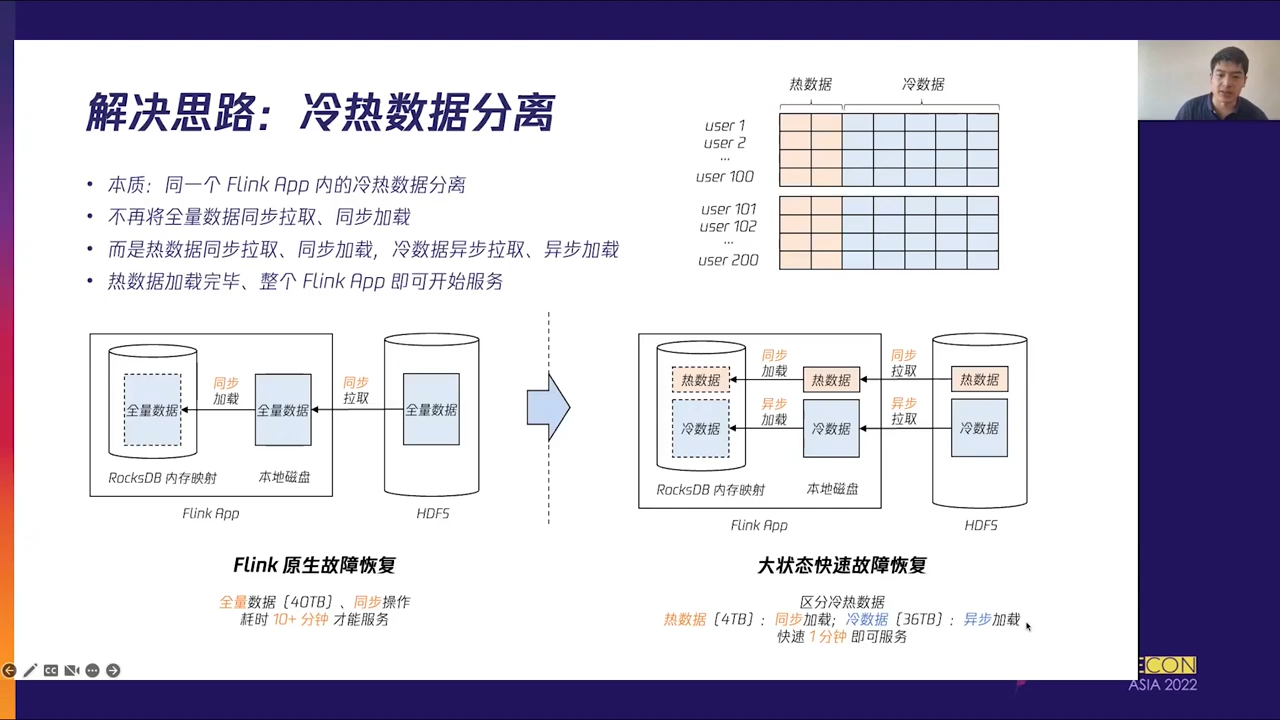 解决思路：冷热数据分离
• 本质：同一个 Flink App 内的冷热数据分离
• 不再将全量数据同步拉取、同步加载
• 而是热数据同步拉取、同步加载，冷数据异步拉取、异步加载
• 热数据加载完毕、整个 Flink App 即可开始服务
热数据
冷数据
user 1
user 2
...
user 100
user 101
user 102
...
user 200
全量数据
同步
加载
全量数据
同步
拉取
全量数据
RocksDB 内存映射
本地磁盘
Flink App
HDFS
热数据
同步
加载
热数据
同步
拉取
热数据
冷数据
异步
加载
冷数据
异步
拉取
冷数据
RocksDB 内存映射
本地磁盘
Flink App
HDFS
Flink 原生故障恢复
全量数据（40TB）、同步操作
耗时 10+ 分钟 才能服务
大状态快速故障恢复
区分冷热数据
热数据（4TB）：同步加载；冷数据（36TB）：异步加载
快速 1 分钟 即可服务
CC
ECON
ASIA 2022